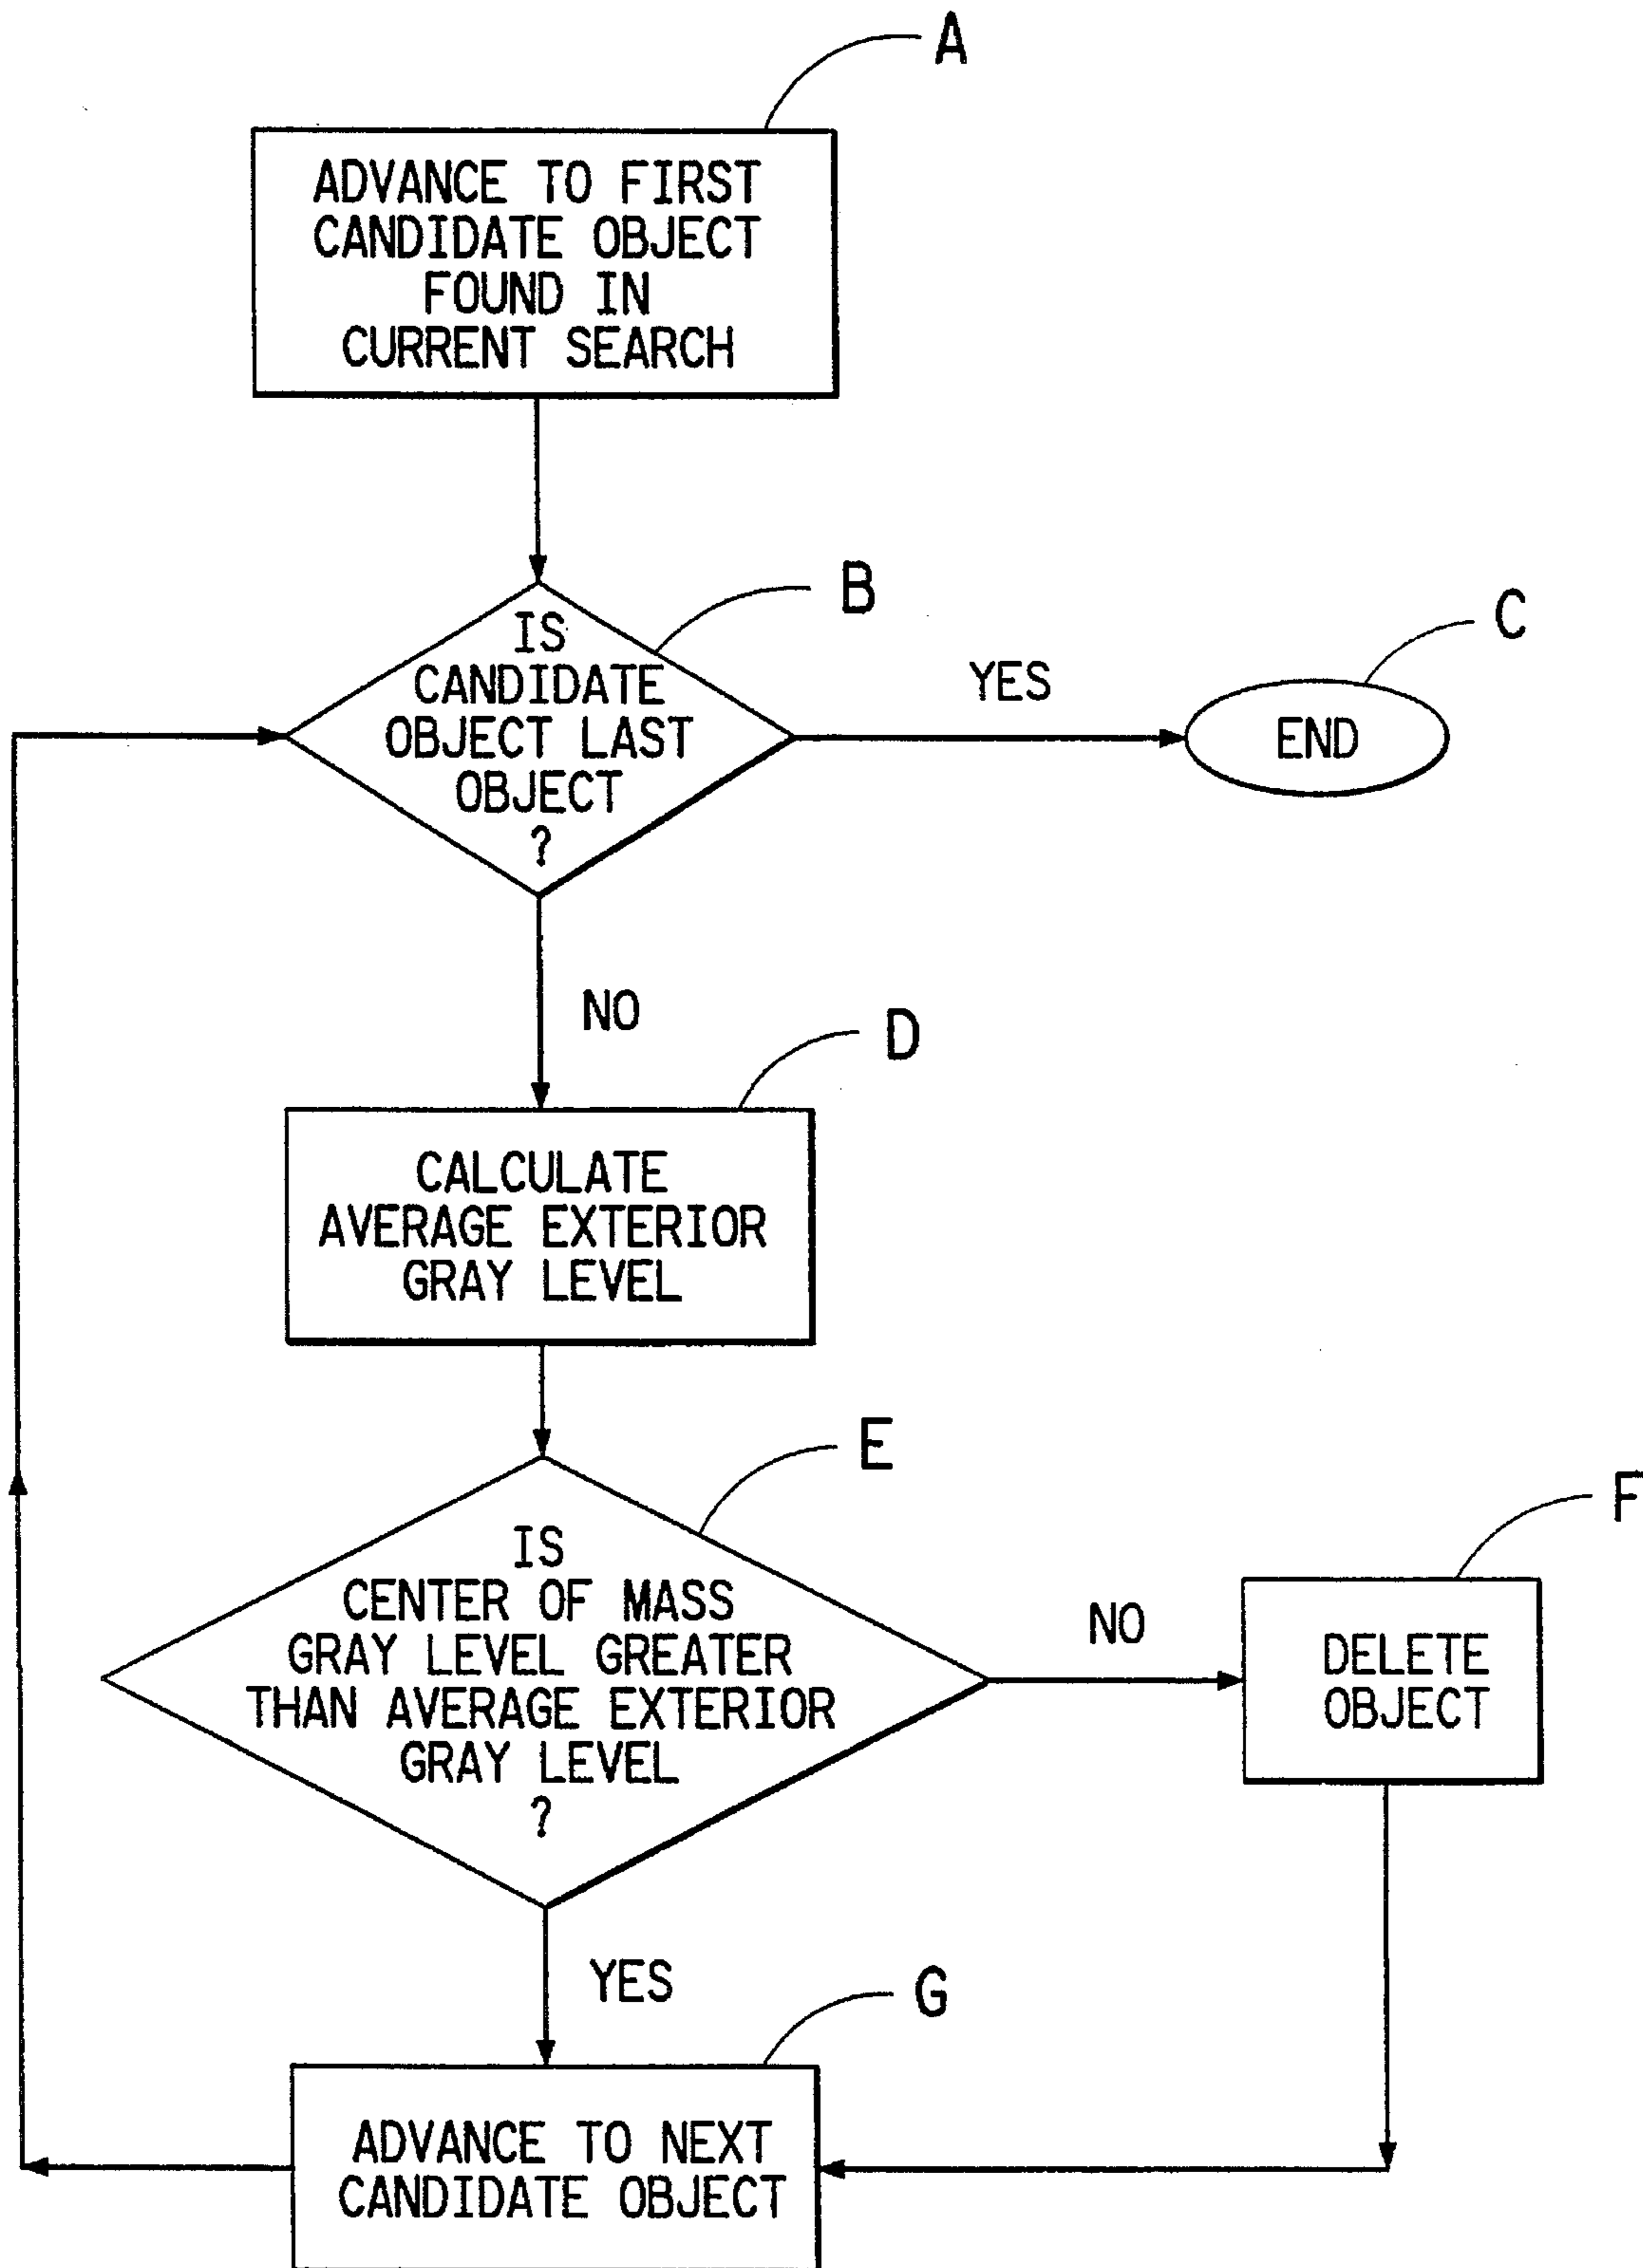 A
ADVANCE TO FIRST
CANDIDATE OBJECT
FOUND IN
CURRENT SEARCH
B
IS
CANDIDATE
OBJECT LAST
OBJECT
?
YES
C
END
NO
D
CALCULATE
AVERAGE EXTERIOR
GRAY LEVEL
E
IS
CENTER OF MASS
GRAY LEVEL GREATER
THAN AVERAGE EXTERIOR
GRAY LEVEL
?
NO
F
DELETE
OBJECT
YES
G
ADVANCE TO NEXT
CANDIDATE OBJECT